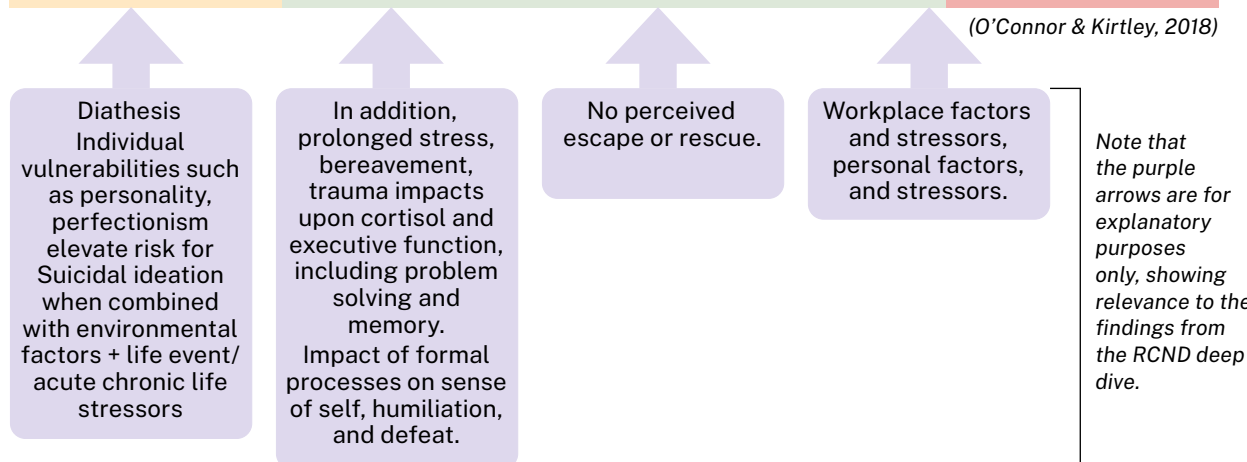 (O’Connor & Kirtley, 2018)
Diathesis
Individual
vulnerabilities such
as personality,
perfectionism
elevate risk for
Suicidal ideation
when combined
with environmental
factors + life event/
acute chronic life
stressors
In addition,
prolonged stress,
bereavement,
trauma impacts
upon cortisol and
executive function,
including problem
solving and
memory.
Impact of formal
processes on sense
of self, humiliation,
and defeat.
No perceived
escape or rescue.
Workplace factors
and stressors,
personal factors,
and stressors.
Note that
the purple
arrows are for
explanatory
purposes
only, showing
relevance to the
findings from
the RCND deep
dive.